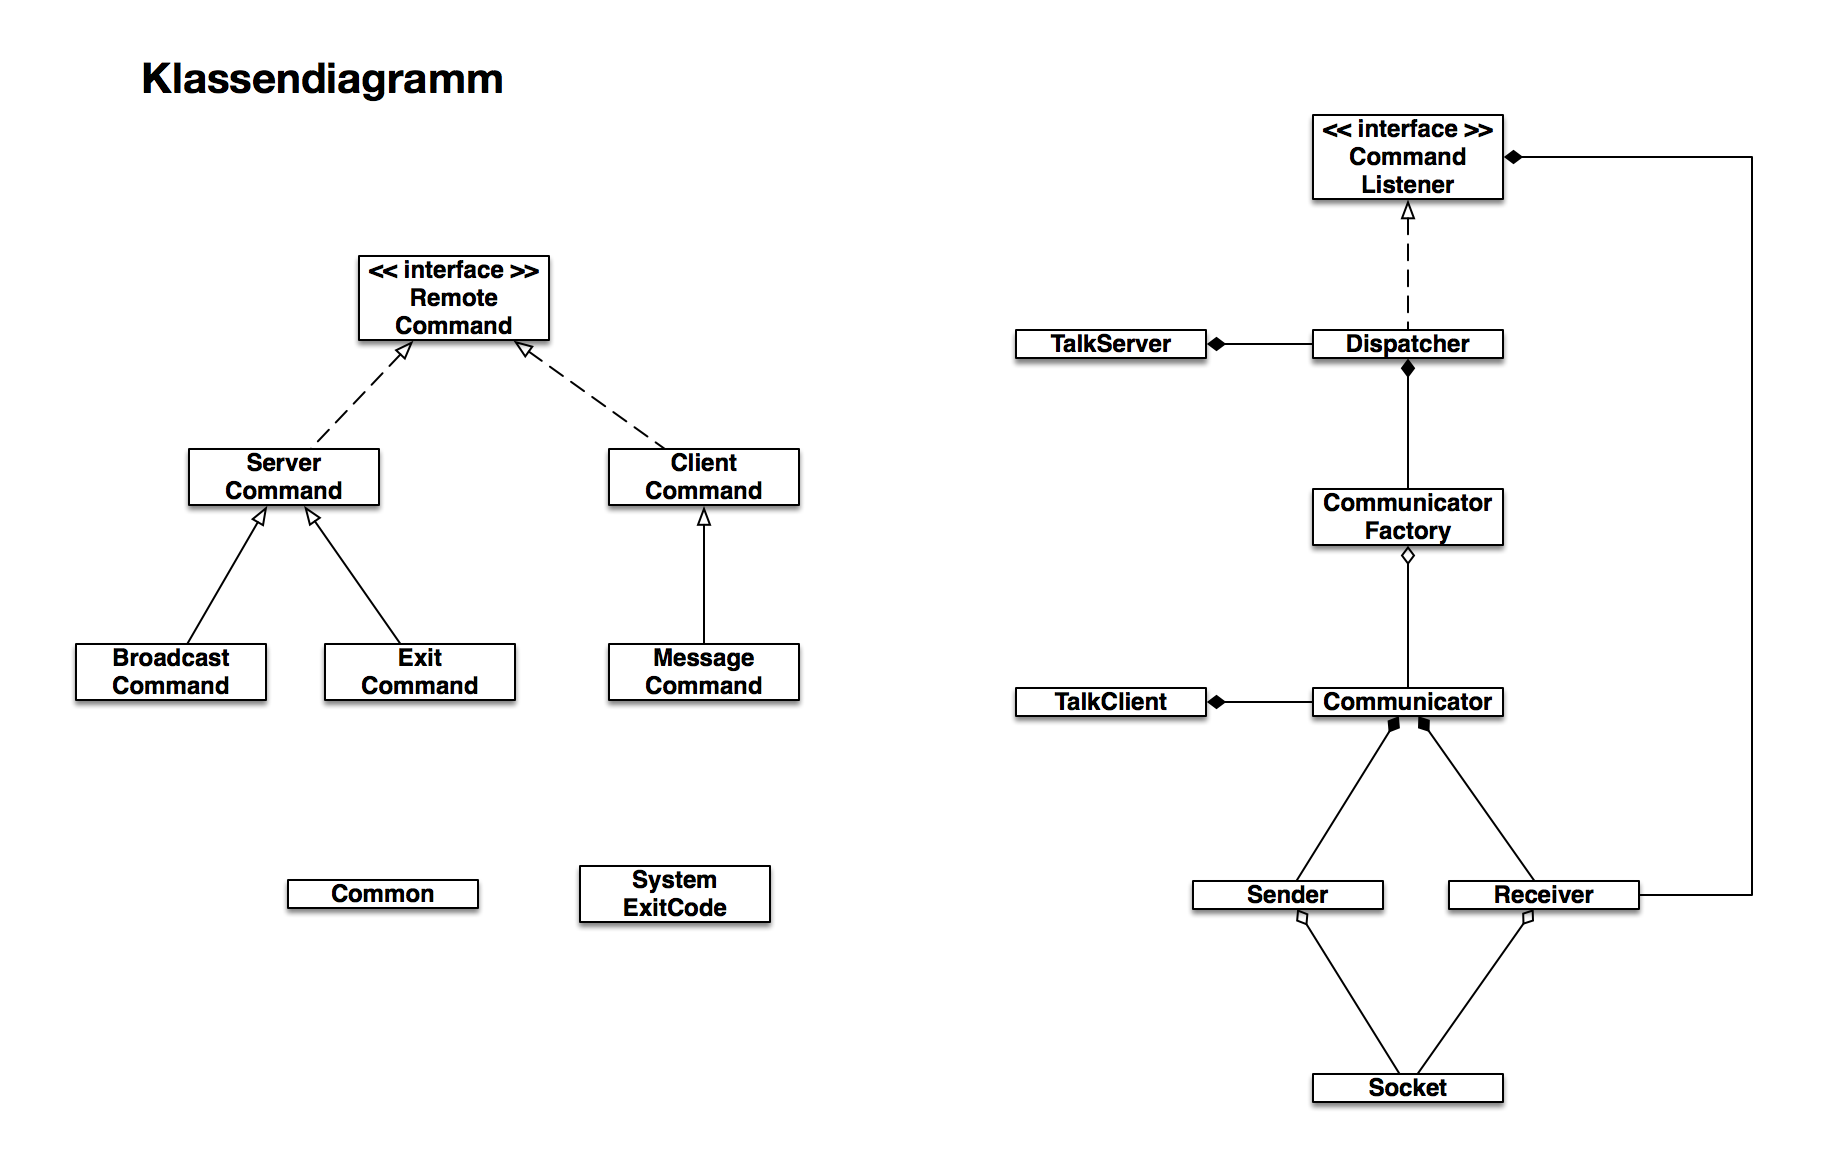 Klassendiagramm
<< interface >>
Command
Listener
<< interface >>
Remote
Command
TalkServer
Dispatcher
Server
Command
Client
Command
Communicator
Factory
Broadcast
Command
Exit
Command
Message
Command
TalkClient
Communicator
Common
System
ExitCode
Sender
Receiver
Socket